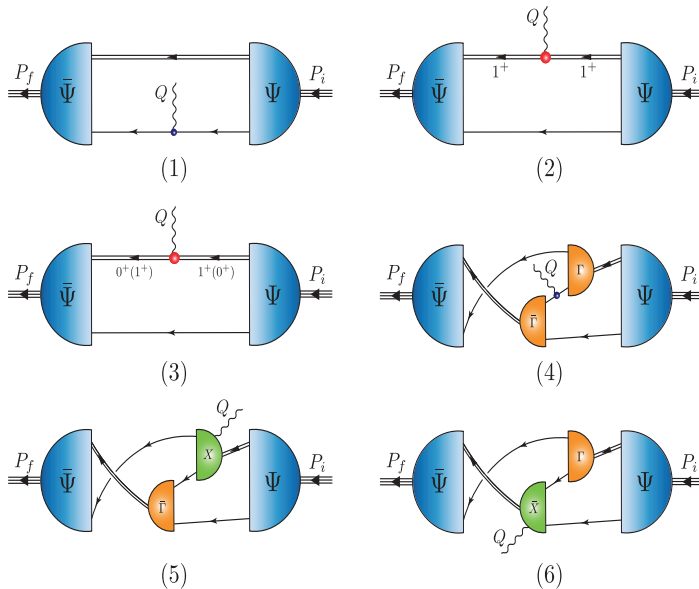 Q
P_f Ψ̄ Q Ψ P_i
(1)
Q
P_f Ψ̄ 1⁺ 1⁺ Ψ P_i
(2)
Q
P_f Ψ̄ 0⁺(1⁺) 1⁺(0⁺) Ψ P_i
(3)
P_f Ψ̄ Γ̄ Q Γ Ψ P_i
(4)
Q
P_f Ψ̄ Γ̄ X Ψ P_i
(5)
P_f Ψ̄ X̄ Γ Ψ P_i
Q
(6)